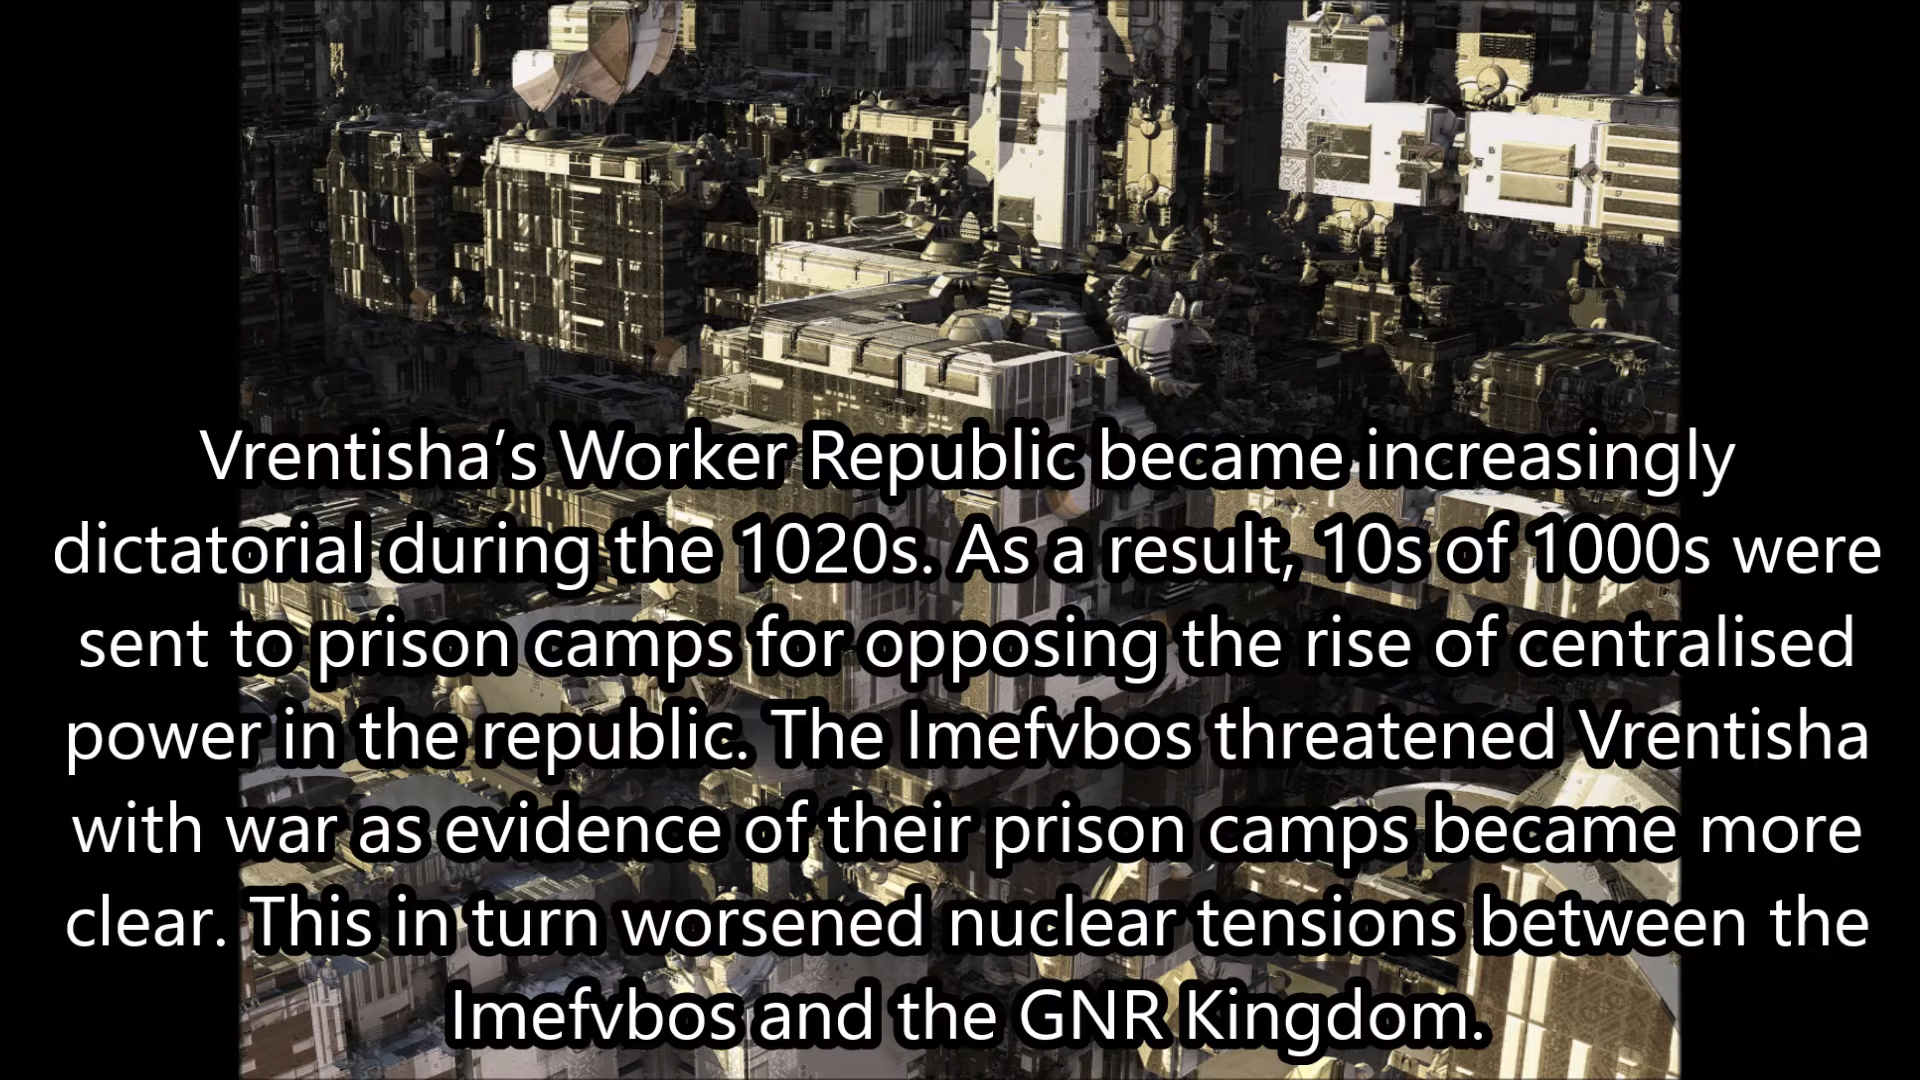 Vrentisha’s Worker Republic became increasingly
dictatorial during the 1020s. As a result, 10s of 1000s were
sent to prison camps for opposing the rise of centralised
power in the republic. The Imefvbos threatened Vrentisha
with war as evidence of their prison camps became more
clear. This in turn worsened nuclear tensions between the
Imefvbos and the GNR Kingdom.